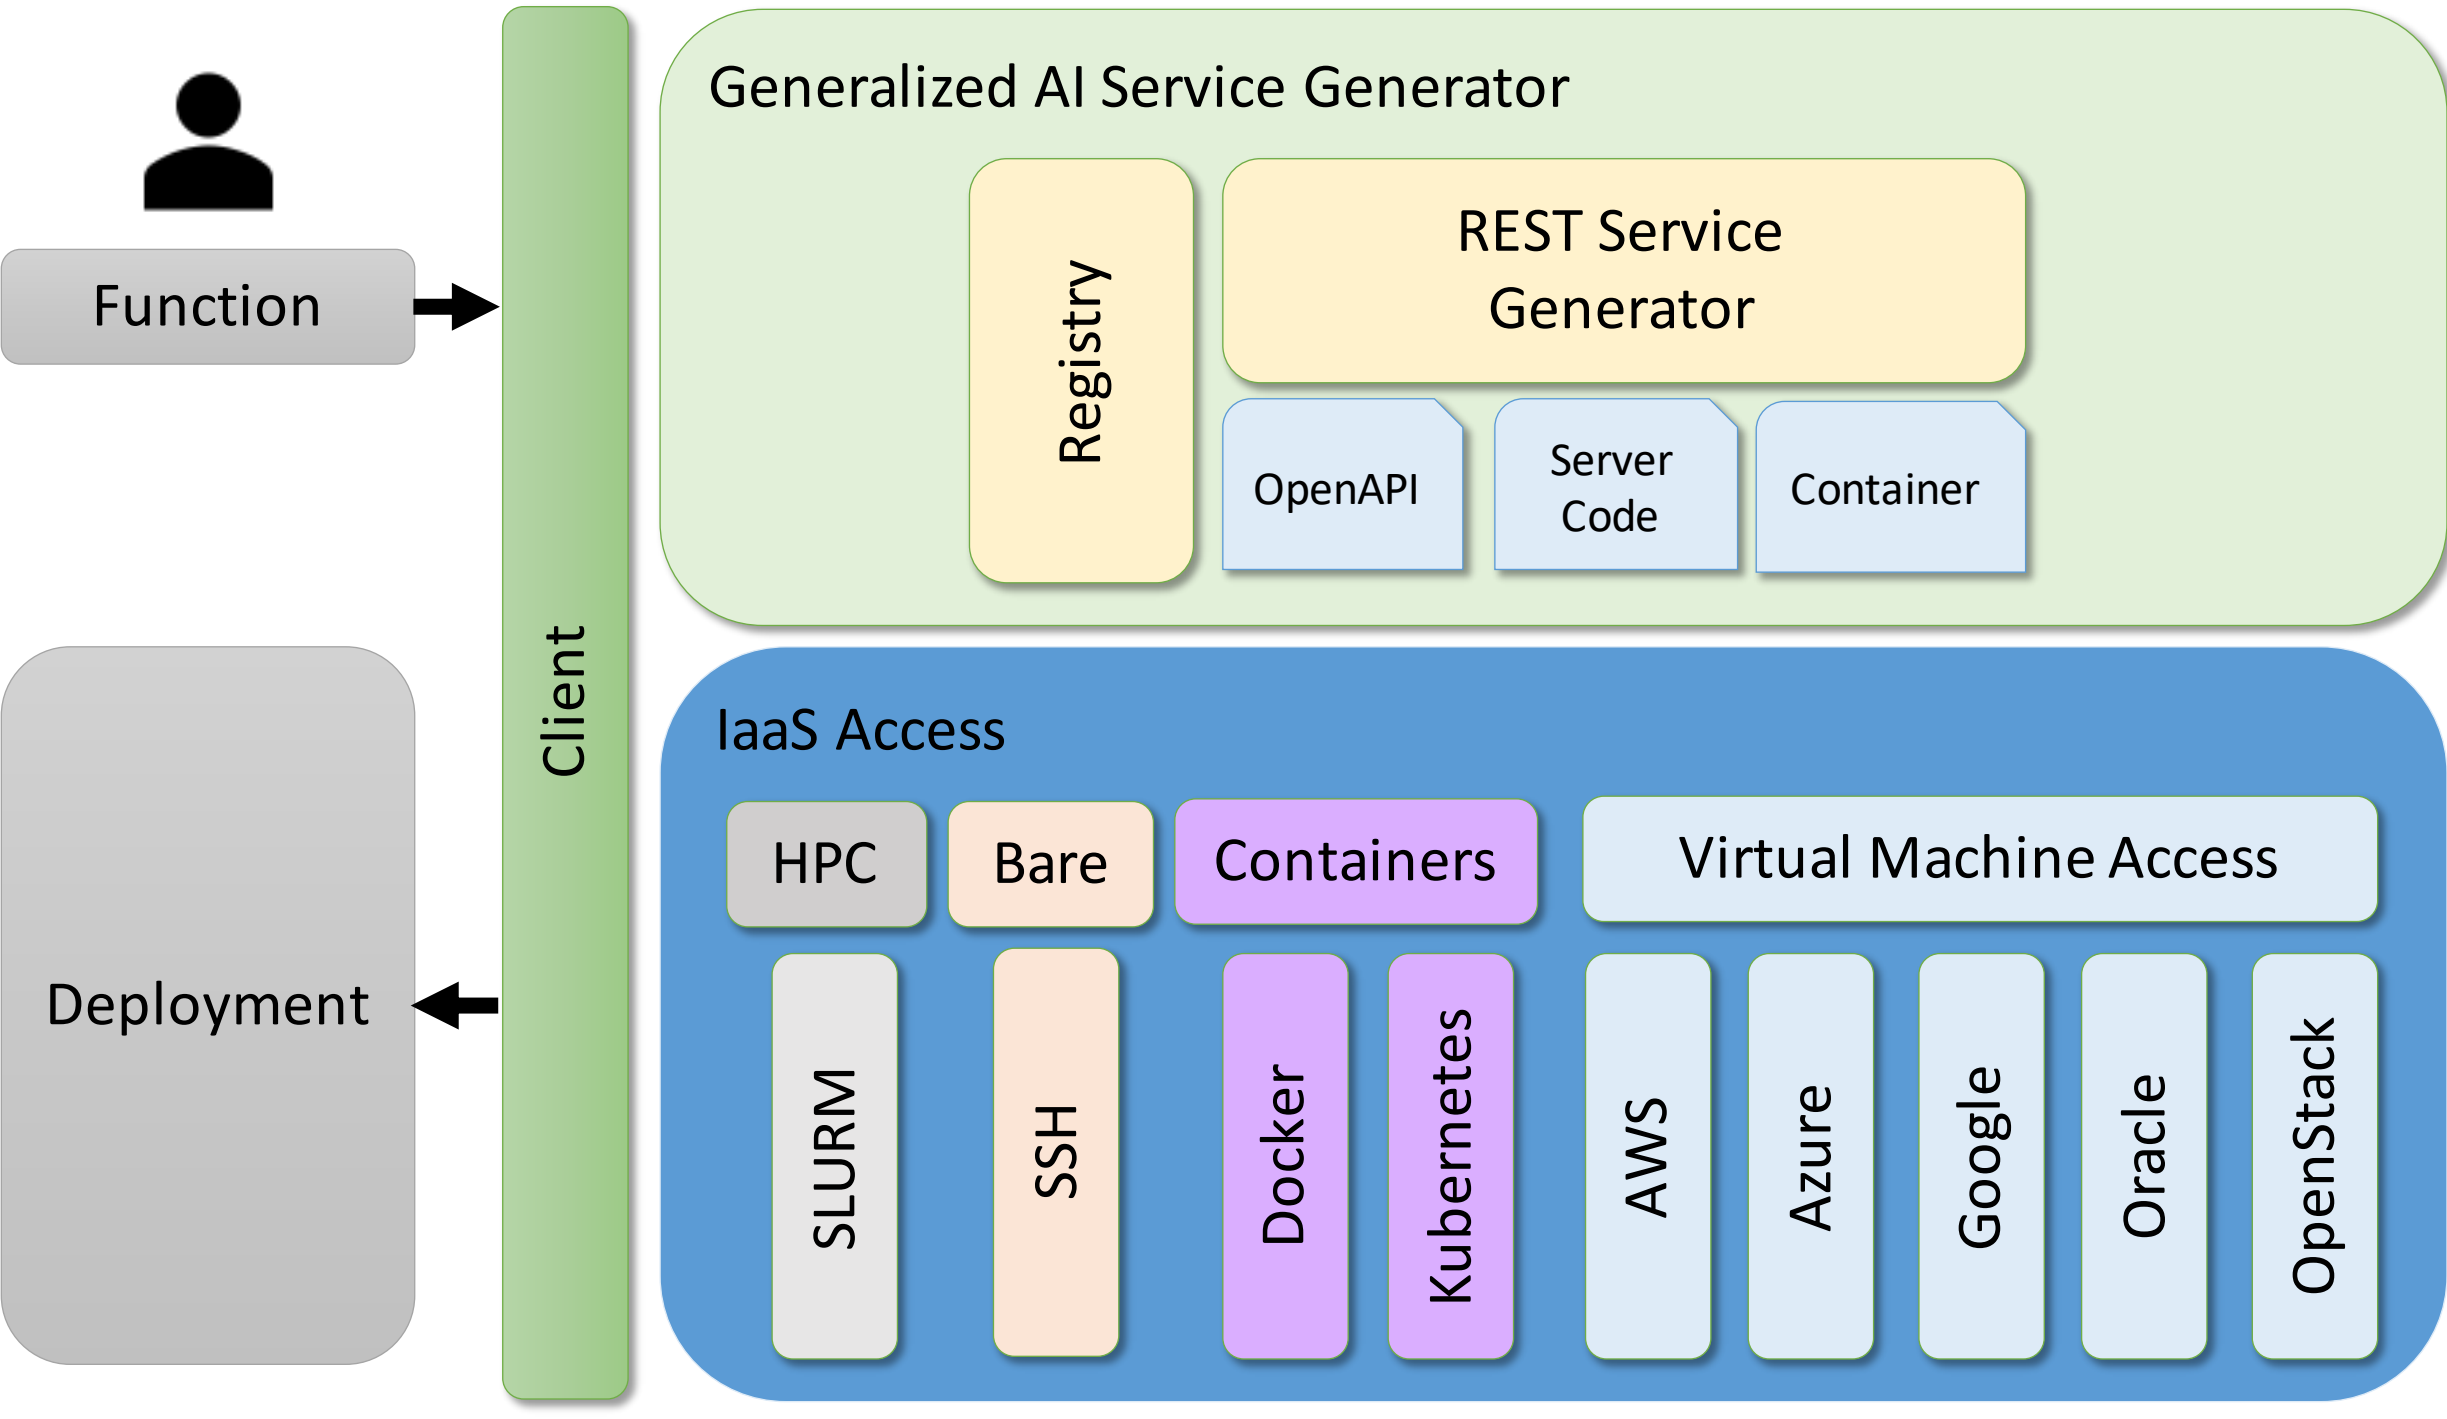 Generalized AI Service Generator
Function
Registry
REST Service
Generator
OpenAPI
Server
Code
Container
Client
Deployment
IaaS Access
HPC
Bare
Containers
Virtual Machine Access
SLURM
SSH
Docker
Kubernetes
AWS
Azure
Google
Oracle
OpenStack